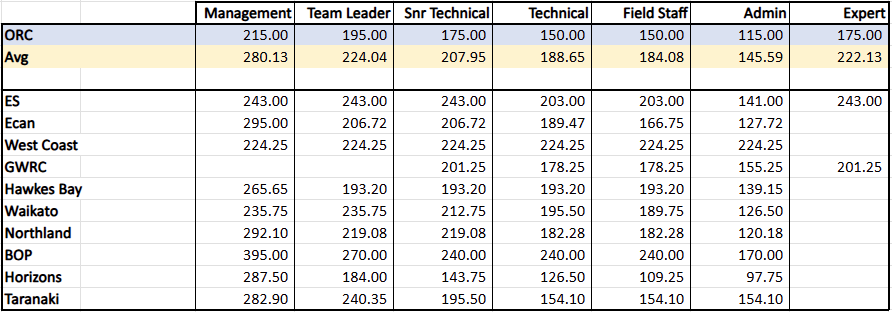 Management Team Leader Snr Technical Technical Field Staff Admin Expert
ORC 215.00 195.00 175.00 150.00 150.00 115.00 175.00
Avg 280.13 224.04 207.95 188.65 184.08 145.59 222.13
ES 243.00 243.00 243.00 203.00 203.00 141.00 243.00
Ecan 295.00 206.72 206.72 189.47 166.75 127.72
West Coast 224.25 224.25 224.25 224.25 224.25 224.25
GWRC 201.25 178.25 178.25 155.25 201.25
Hawkes Bay 265.65 193.20 193.20 193.20 193.20 139.15
Waikato 235.75 235.75 212.75 195.50 189.75 126.50
Northland 292.10 219.08 219.08 182.28 182.28 120.18
BOP 395.00 270.00 240.00 240.00 240.00 170.00
Horizons 287.50 184.00 143.75 126.50 109.25 97.75
Taranaki 282.90 240.35 195.50 154.10 154.10 154.10